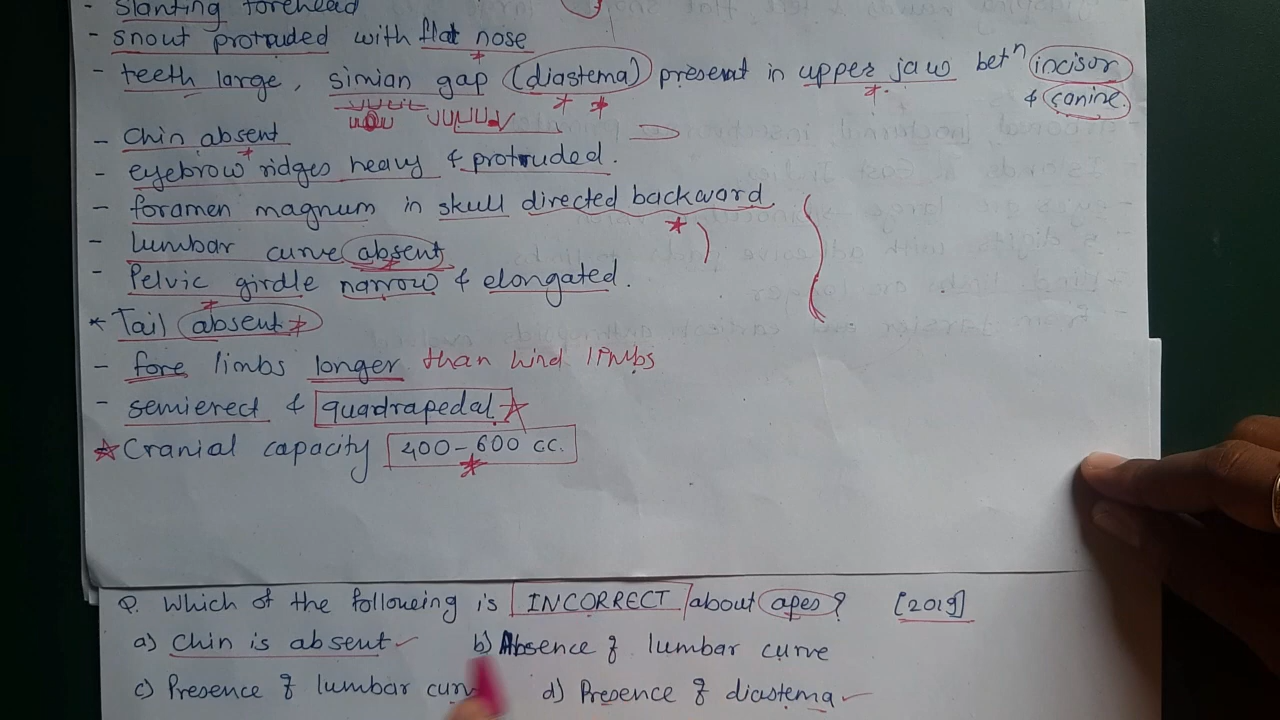 - slanting forehead
- snout protruded with flat nose
- teeth large, simian gap (diastema) present in upper jaw betⁿ incisor
& canine.
- Chin absent
- eyebrow ridges heavy & protruded.
- foramen magnum in skull directed backward
- Lumbar curve absent
- Pelvic girdle narrow & elongated.
* Tail absent
- fore limbs longer than hind limbs
- semierect & quadrapedal
Cranial capacity 400-600 cc.
Q. Which of the following is INCORRECT about apes? [2019]
a) Chin is absent b) Absence of lumbar curve
c) Presence of lumbar curv d) Presence of diastema